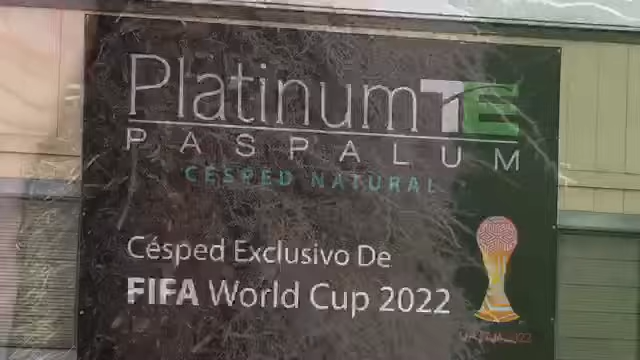 PlatinumTE
PASPALUM
CÉSPED NATURAL
Césped Exclusivo De
FIFA World Cup 2022